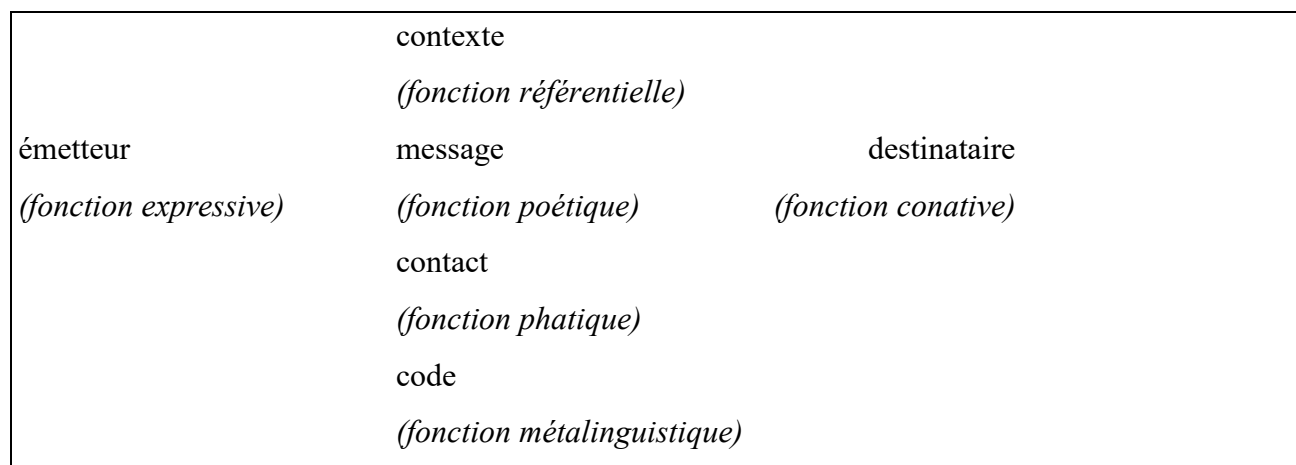 contexte
(fonction référentielle)
émetteur message destinataire
(fonction expressive) (fonction poétique) (fonction conative)
contact
(fonction phatique)
code
(fonction métalinguistique)